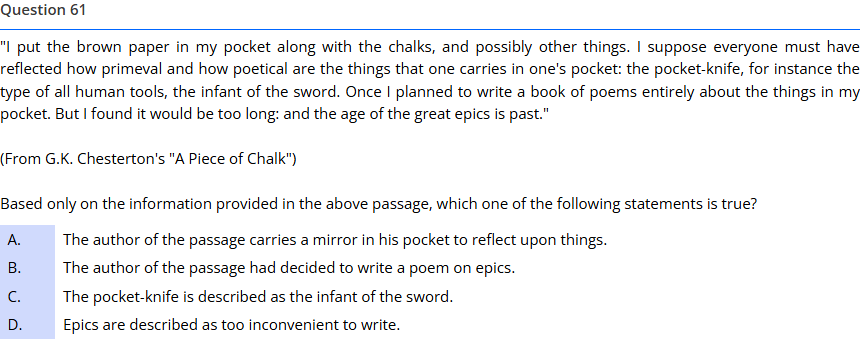 Question 61
"I put the brown paper in my pocket along with the chalks, and possibly other things. I suppose everyone must have
reflected how primeval and how poetical are the things that one carries in one's pocket: the pocket-knife, for instance the
type of all human tools, the infant of the sword. Once I planned to write a book of poems entirely about the things in my
pocket. But I found it would be too long: and the age of the great epics is past."
(From G.K. Chesterton's "A Piece of Chalk")
Based only on the information provided in the above passage, which one of the following statements is true?
A. The author of the passage carries a mirror in his pocket to reflect upon things.
B. The author of the passage had decided to write a poem on epics.
C. The pocket-knife is described as the infant of the sword.
D. Epics are described as too inconvenient to write.